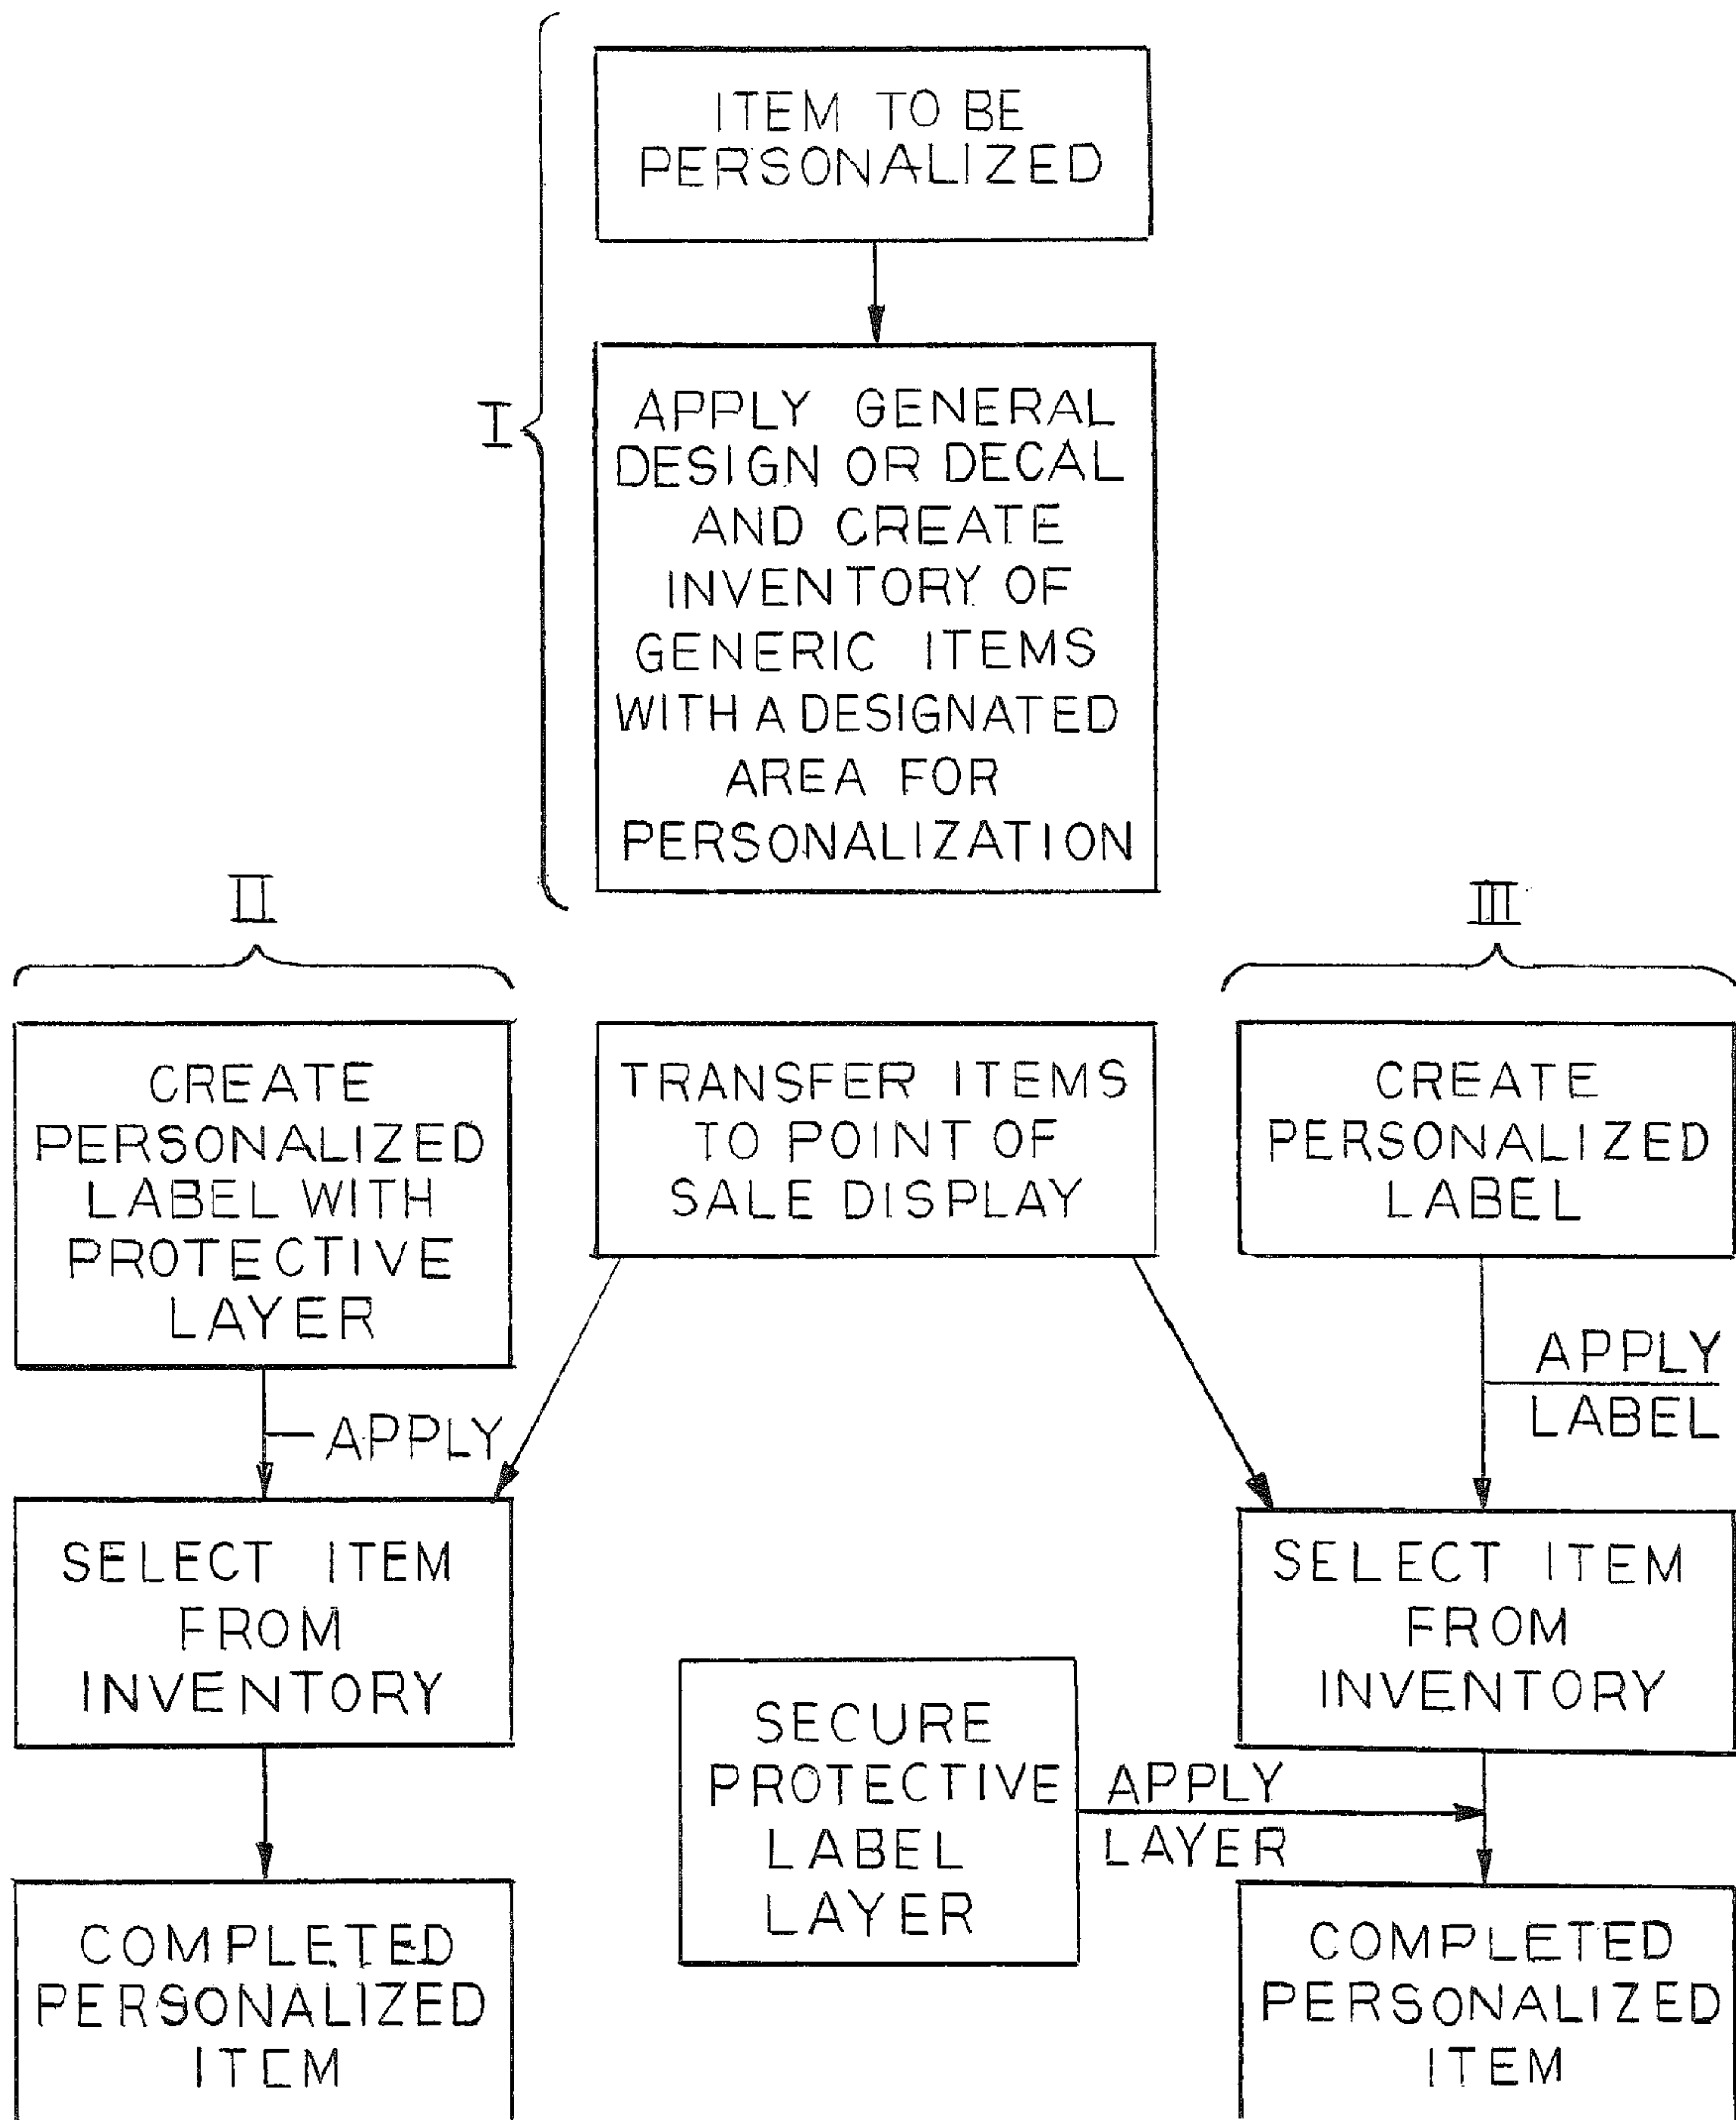 ITEM TO BE
PERSONALIZED
I
APPLY GENERAL
DESIGN OR DECAL
AND CREATE
INVENTORY OF
GENERIC ITEMS
WITH A DESIGNATED
AREA FOR
PERSONALIZATION
II
III
CREATE
PERSONALIZED
LABEL WITH
PROTECTIVE
LAYER
TRANSFER ITEMS
TO POINT OF
SALE DISPLAY
CREATE
PERSONALIZED
LABEL
APPLY
APPLY
LABEL
SELECT ITEM
FROM
INVENTORY
SELECT ITEM
FROM
INVENTORY
SECURE
PROTECTIVE
LABEL
LAYER
APPLY
LAYER
COMPLETED
PERSONALIZED
ITEM
COMPLETED
PERSONALIZED
ITEM